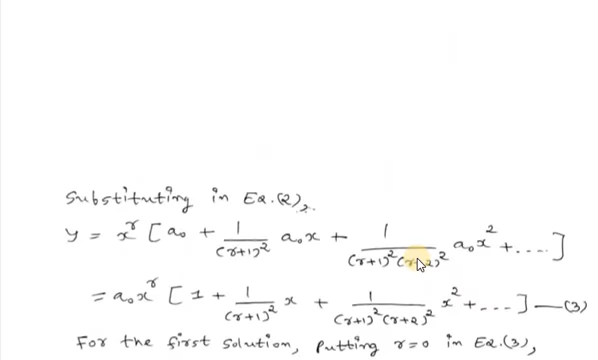 Substituting in Eq.(2),
y = x^r [a₀ + 1/(r+1)² a₀x + 1/((r+1)²(r+2)²) a₀x² + ....]
= a₀x^r [1 + 1/(r+1)² x + 1/((r+1)²(r+2)²) x² + ...] —(3)
For the first solution, putting r=0 in Eq.(3),